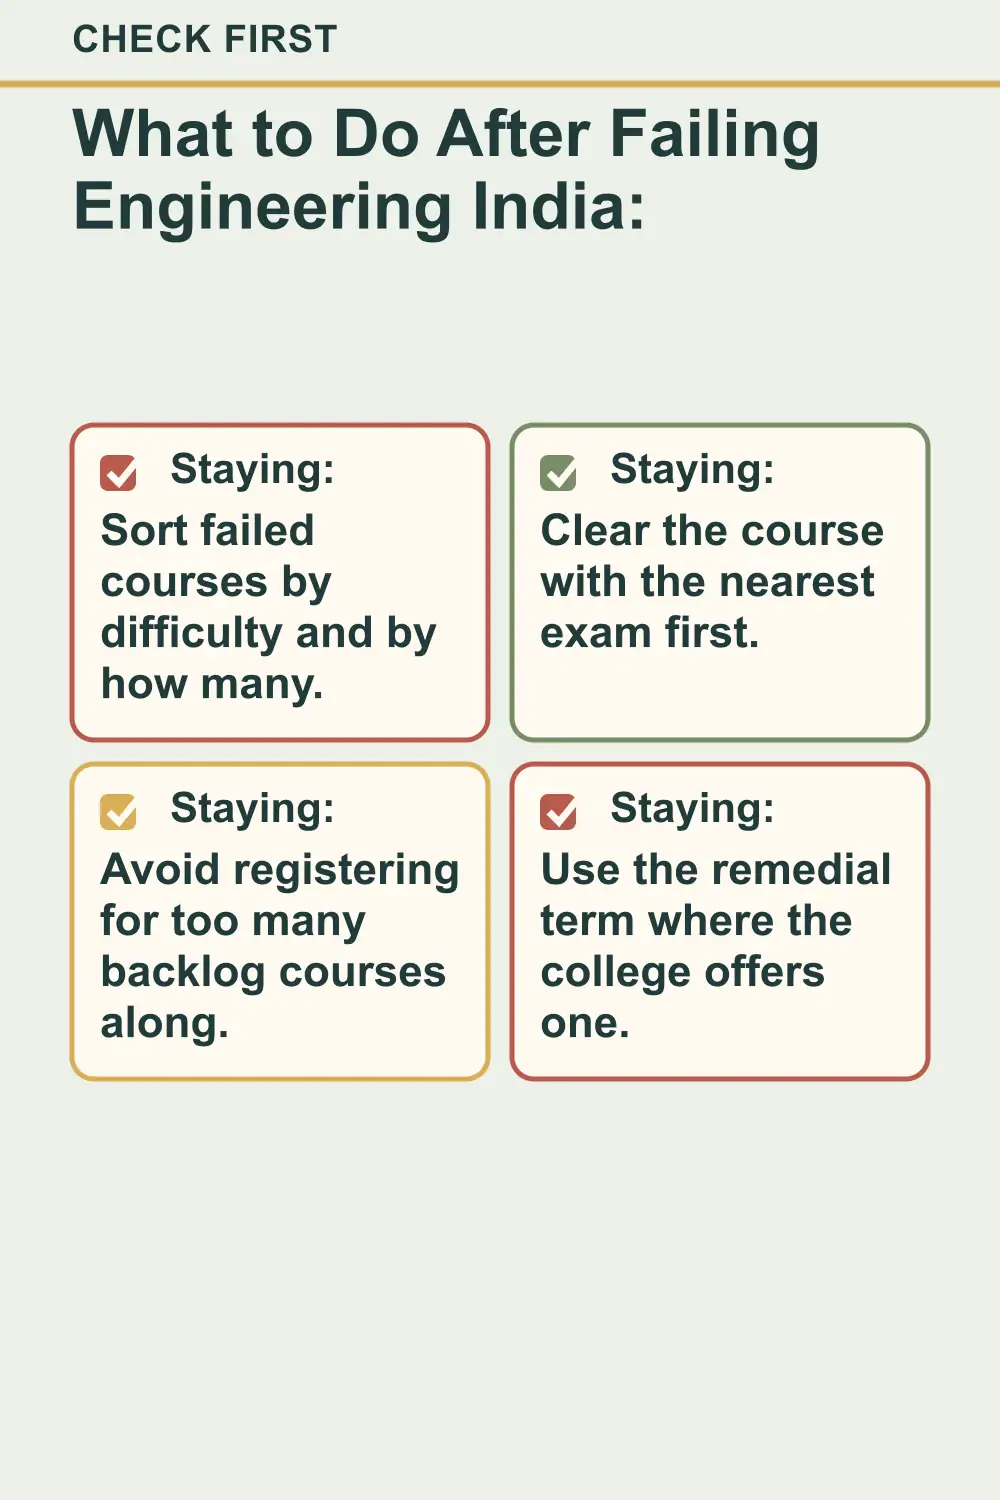 CHECK FIRST
What to Do After Failing
Engineering India:
Staying:
Sort failed
courses by
difficulty and by
how many.
Staying:
Clear the course
with the nearest
exam first.
Staying:
Avoid registering
for too many
backlog courses
along.
Staying:
Use the remedial
term where the
college offers
one.